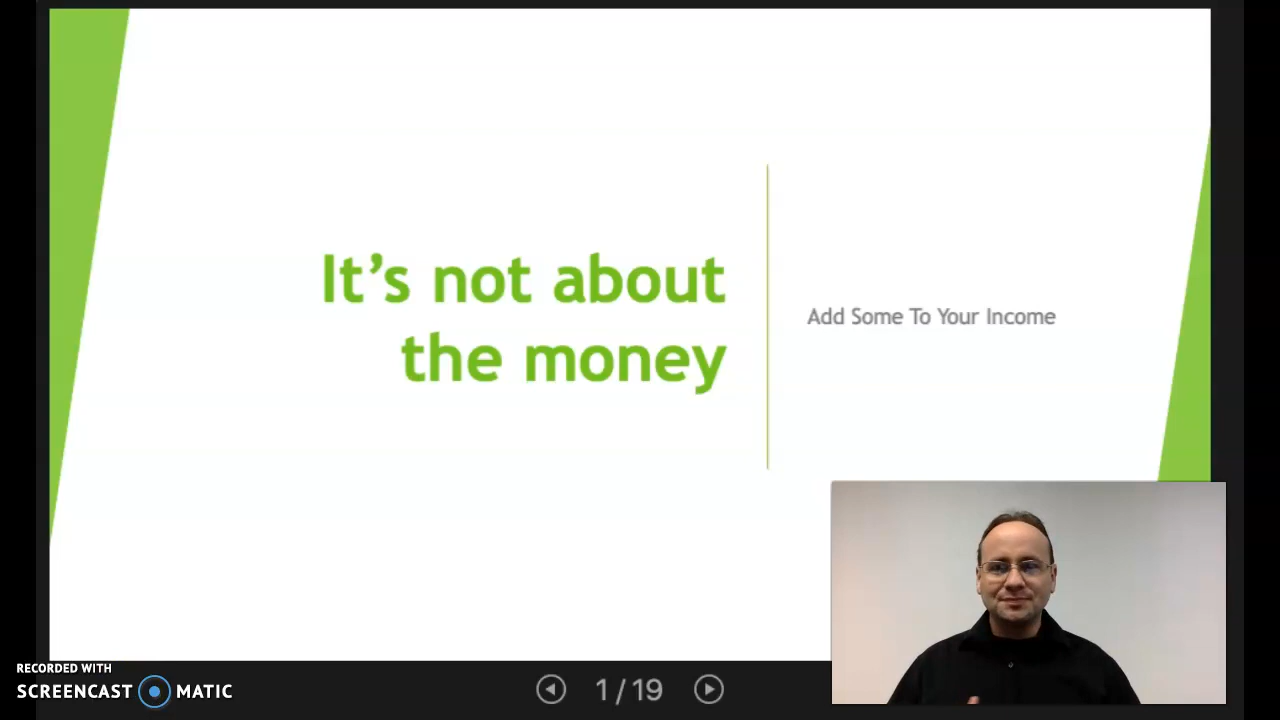 It's not about
the money
Add Some To Your Income
RECORDED WITH
SCREENCAST MATIC
1/19